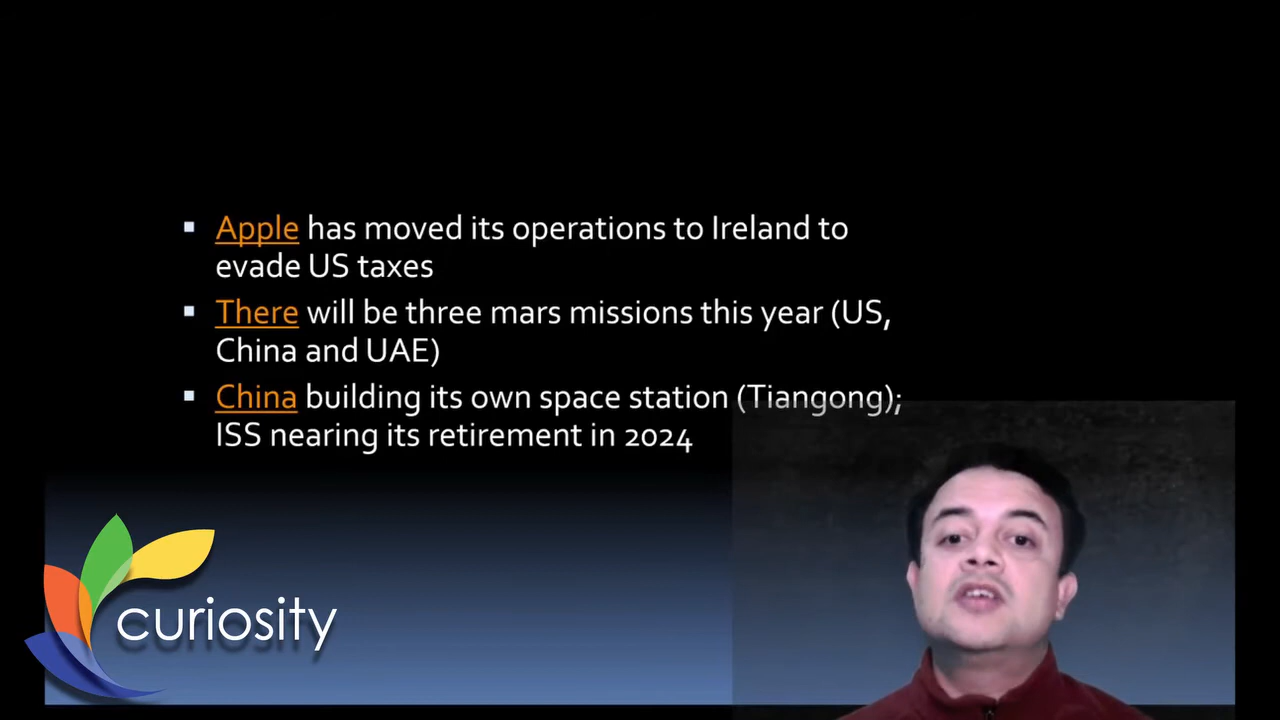 Apple has moved its operations to Ireland to
evade US taxes
There will be three mars missions this year (US,
China and UAE)
China building its own space station (Tiangong);
ISS nearing its retirement in 2024
curiosity